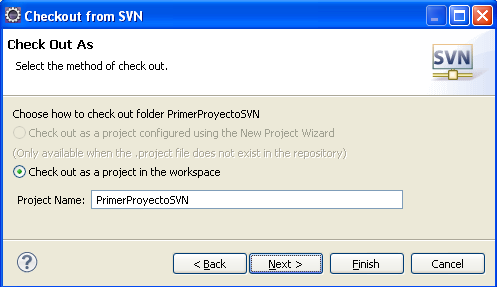 Checkout from SVN
Check Out As
Select the method of check out.
SVN
Choose how to check out folder PrimerProyectoSVN
Check out as a project configured using the New Project Wizard
(Only available when the .project file does not exist in the repository)
Check out as a project in the workspace
Project Name: PrimerProyectoSVN
? < Back Next > Finish Cancel